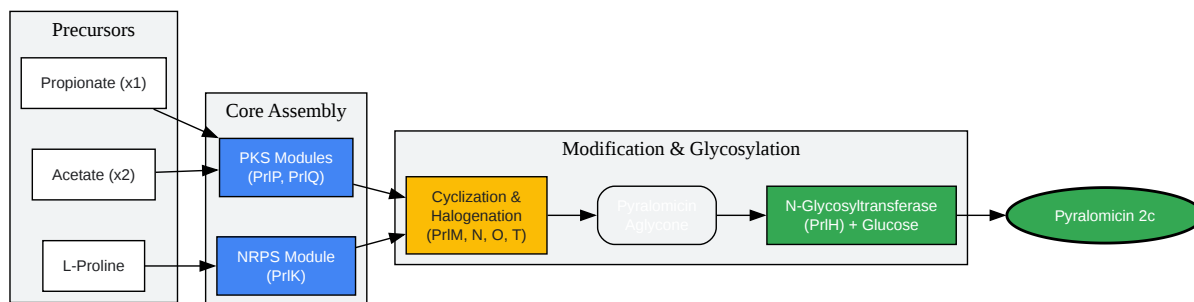 Precursors
Propionate (x1)
Acetate (x2)
L-Proline
Core Assembly
PKS Modules
(PrlP, PrlQ)
NRPS Module
(PrlK)
Modification & Glycosylation
Cyclization &
Halogenation
(PrlM, N, O, T)
Pyralomicin
Aglycone
N-Glycosyltransferase
(PrlH) + Glucose
Pyralomicin 2c